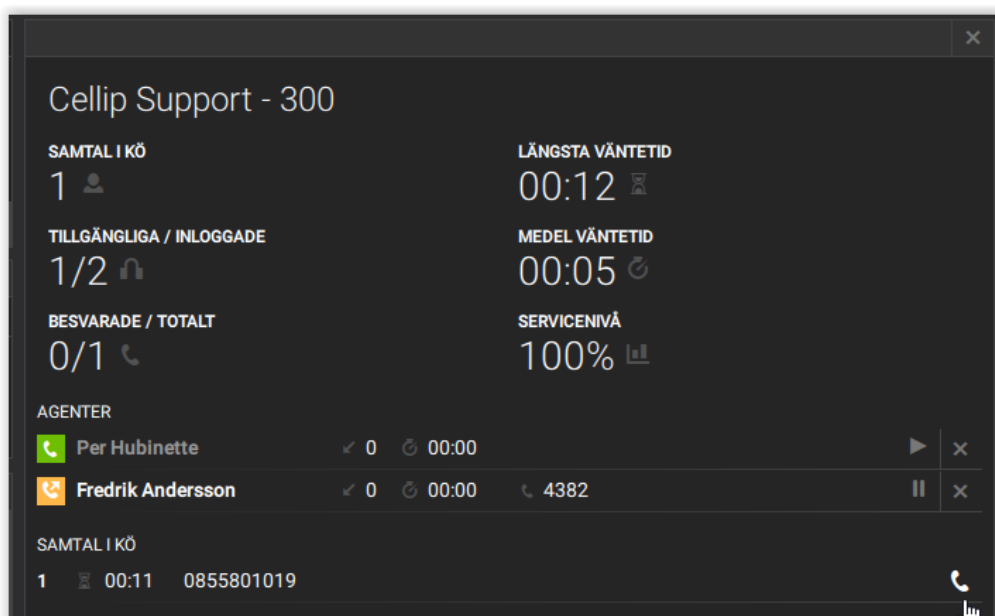 Cellip Support - 300
SAMTAL I KÖ
1
LÄNGSTA VÄNTETID
00:12
TILLGÄNGLIGA / INLOGGADE
1/2
MEDEL VÄNTETID
00:05
BESVARADE / TOTALT
0/1
SERVICENIVÅ
100%
AGENTER
Per Hubinette 0 00:00
Fredrik Andersson 0 00:00 4382
SAMTAL I KÖ
1 00:11 0855801019